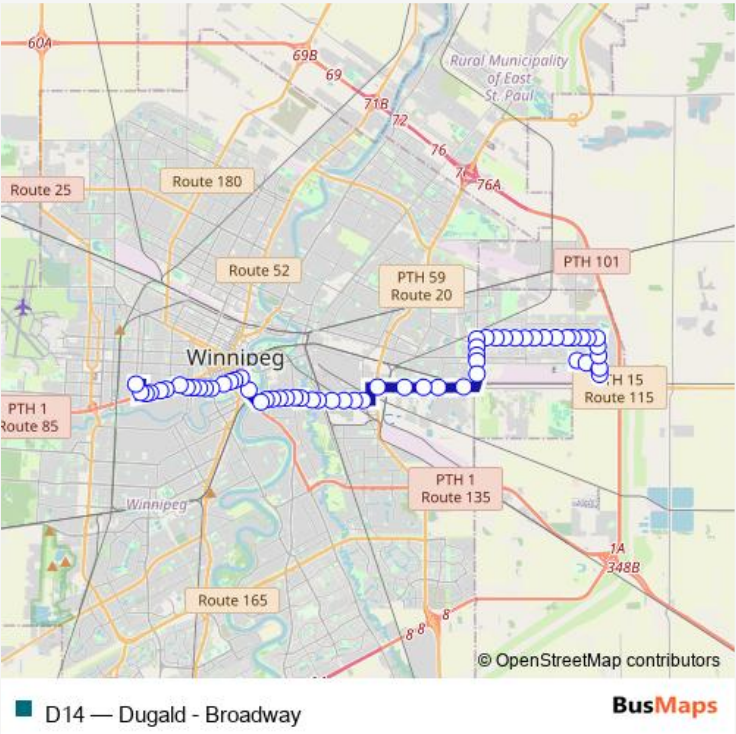 60A
69B
69
Rural Municipality
of East
St. Paul
71B
72
76
76A
Route 25
Route 180
Route 52
PTH 59
Route 20
PTH 101
Winnipeg
TH 15
Route 115
PTH 1
Route 85
PTH 1
Route 135
Winnipeg
1A
348B
Route 165
8 8
8
© OpenStreetMap contributors
D14 — Dugald - Broadway
BusMaps